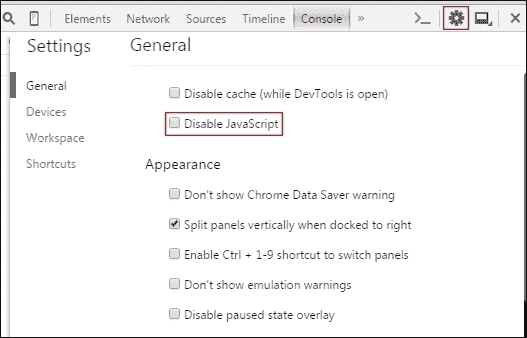 Elements Network Sources Timeline Console »
Settings
General
General
Devices
Workspace
Shortcuts
Disable cache (while DevTools is open)
Disable JavaScript
Appearance
Don't show Chrome Data Saver warning
Split panels vertically when docked to right
Enable Ctrl + 1-9 shortcut to switch panels
Don't show emulation warnings
Disable paused state overlay